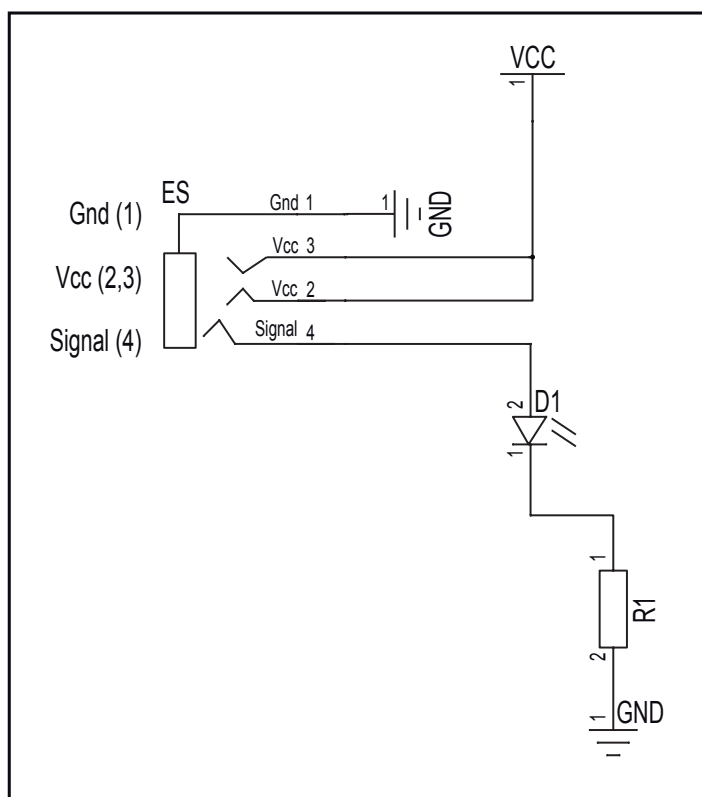 VCC
1
ES
Gnd (1)
Gnd 1
1
GND
Vcc 3
Vcc (2,3)
Vcc 2
Signal (4)
Signal 4
2
D1
1
1
R1
2
1
GND